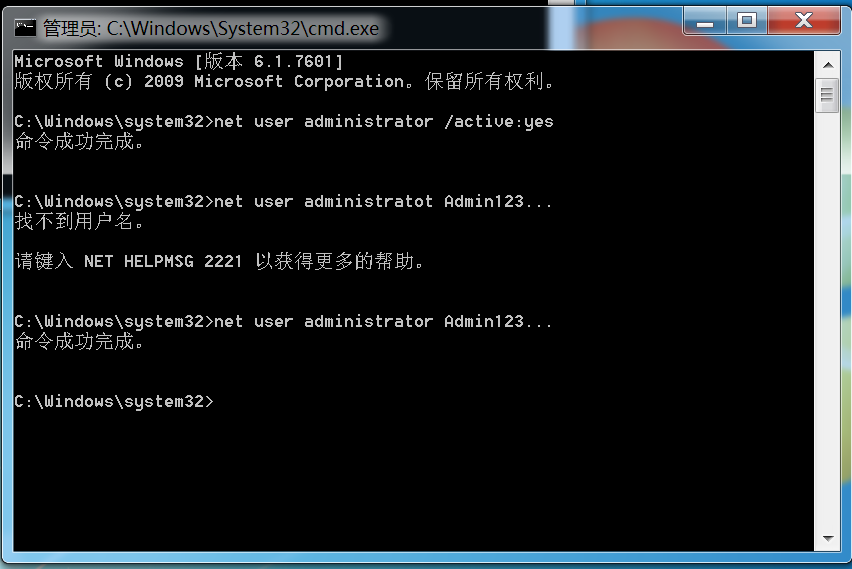 管理员: C:\Windows\System32\cmd.exe
Microsoft Windows [版本 6.1.7601]
版权所有 (c) 2009 Microsoft Corporation。保留所有权利。
C:\Windows\system32>net user administrator /active:yes
命令成功完成。
C:\Windows\system32>net user administratot Admin123...
找不到用户名。
请键入 NET HELPMSG 2221 以获得更多的帮助。
C:\Windows\system32>net user administrator Admin123...
命令成功完成。
C:\Windows\system32>